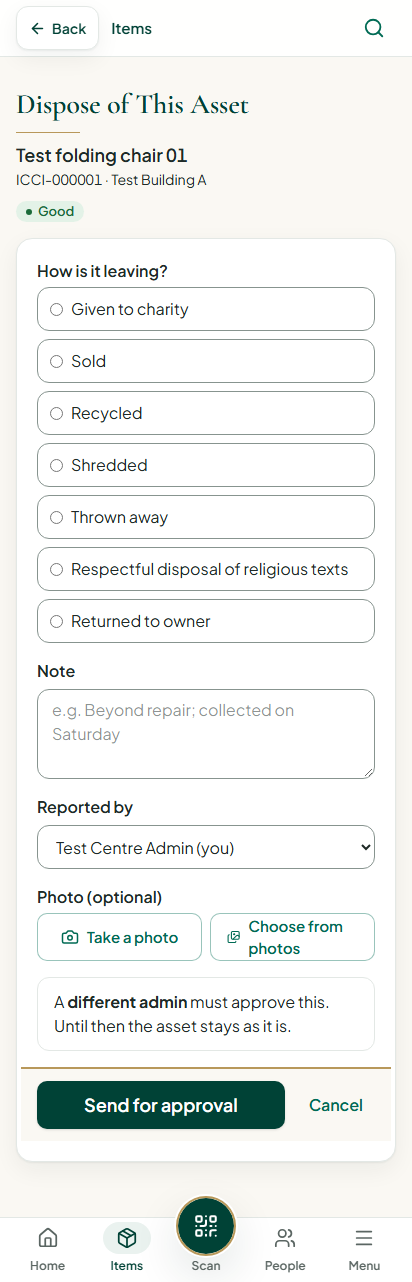 Back
Items
Dispose of This Asset
Test folding chair 01
ICCI-000001 · Test Building A
Good
How is it leaving?
Given to charity
Sold
Recycled
Shredded
Thrown away
Respectful disposal of religious texts
Returned to owner
Note
e.g. Beyond repair; collected on
Saturday
Reported by
Test Centre Admin (you)
Photo (optional)
Take a photo
Choose from
photos
A different admin must approve this.
Until then the asset stays as it is.
Send for approval
Cancel
Home
Items
Scan
People
Menu